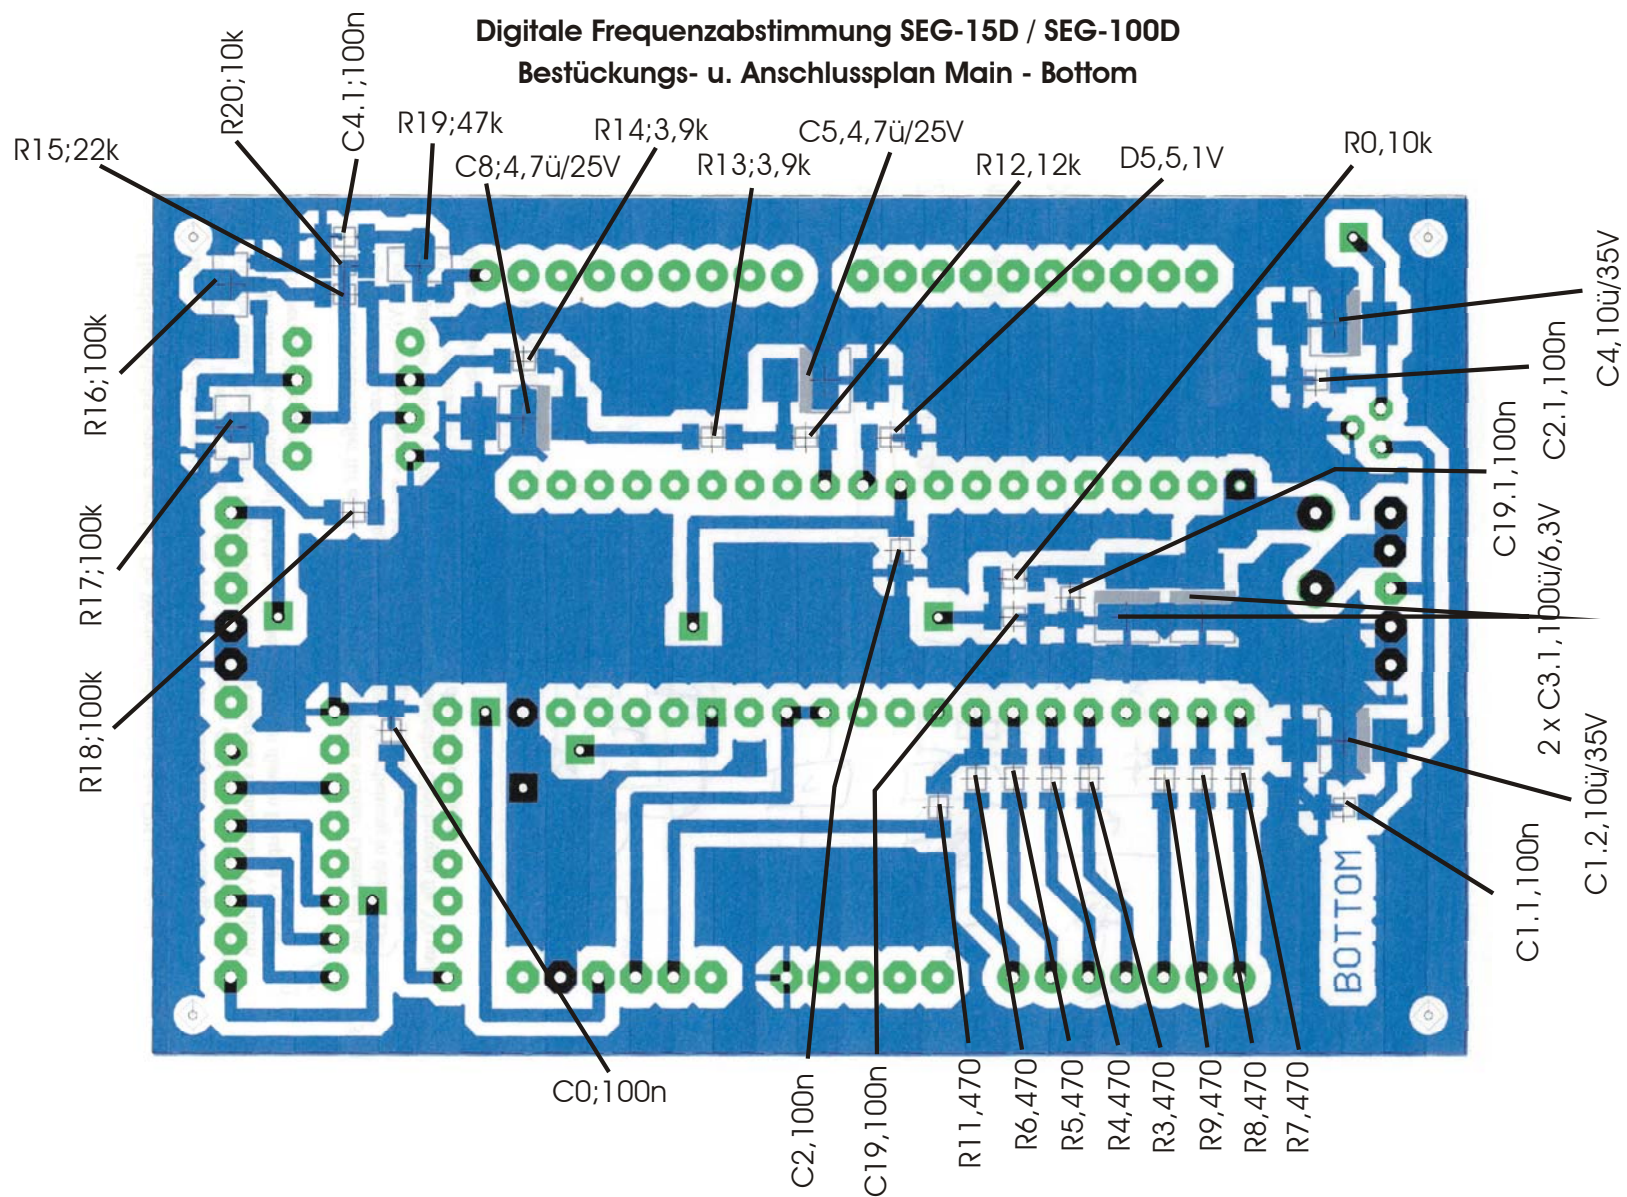 Digitale Frequenzabstimmung SEG-15D / SEG-100D
Bestückungs- u. Anschlussplan Main - Bottom
R15;22k
R20;10k
C4.1;100n
R19;47k
C8;4,7ü/25V
R14;3,9k
R13;3,9k
C5,4,7ü/25V
R12,12k
D5,5,1V
R0,10k
C4,10ü/35V
C2.1,100n
C19.1,100n
2 x C3.1,100ü/6,3V
C1.2,10ü/35V
C1.1,100n
R16;100k
R17;100k
R18;100k
BOTTOM
C0;100n
C2,100n
C19,100n
R11,470
R6,470
R5,470
R4,470
R3,470
R9,470
R8,470
R7,470